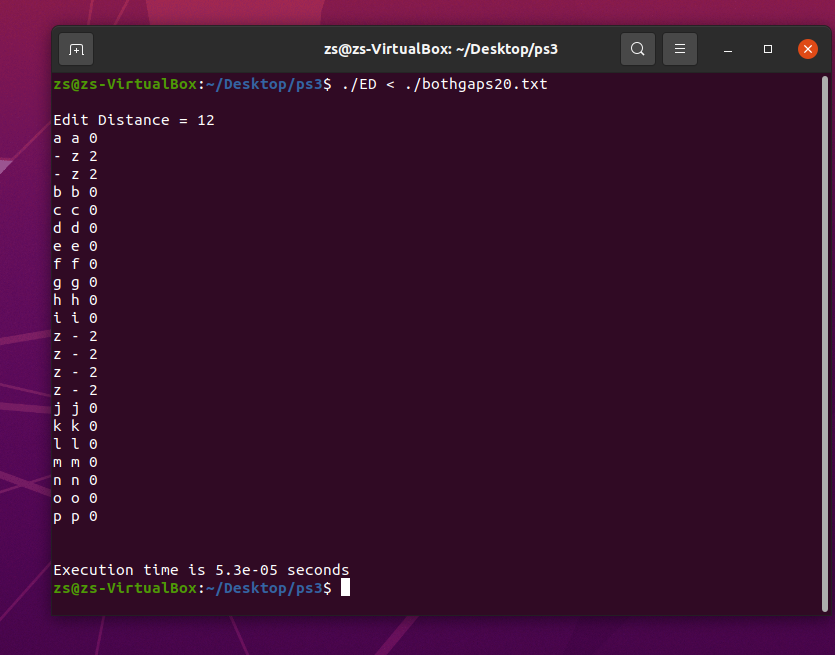 zs@zs-VirtualBox: ~/Desktop/ps3
zs@zs-VirtualBox:~/Desktop/ps3$ ./ED < ./bothgaps20.txt
Edit Distance = 12
a a 0
- z 2
- z 2
b b 0
c c 0
d d 0
e e 0
f f 0
g g 0
h h 0
i i 0
z - 2
z - 2
z - 2
z - 2
j j 0
k k 0
l l 0
m m 0
n n 0
o o 0
p p 0
Execution time is 5.3e-05 seconds
zs@zs-VirtualBox:~/Desktop/ps3$